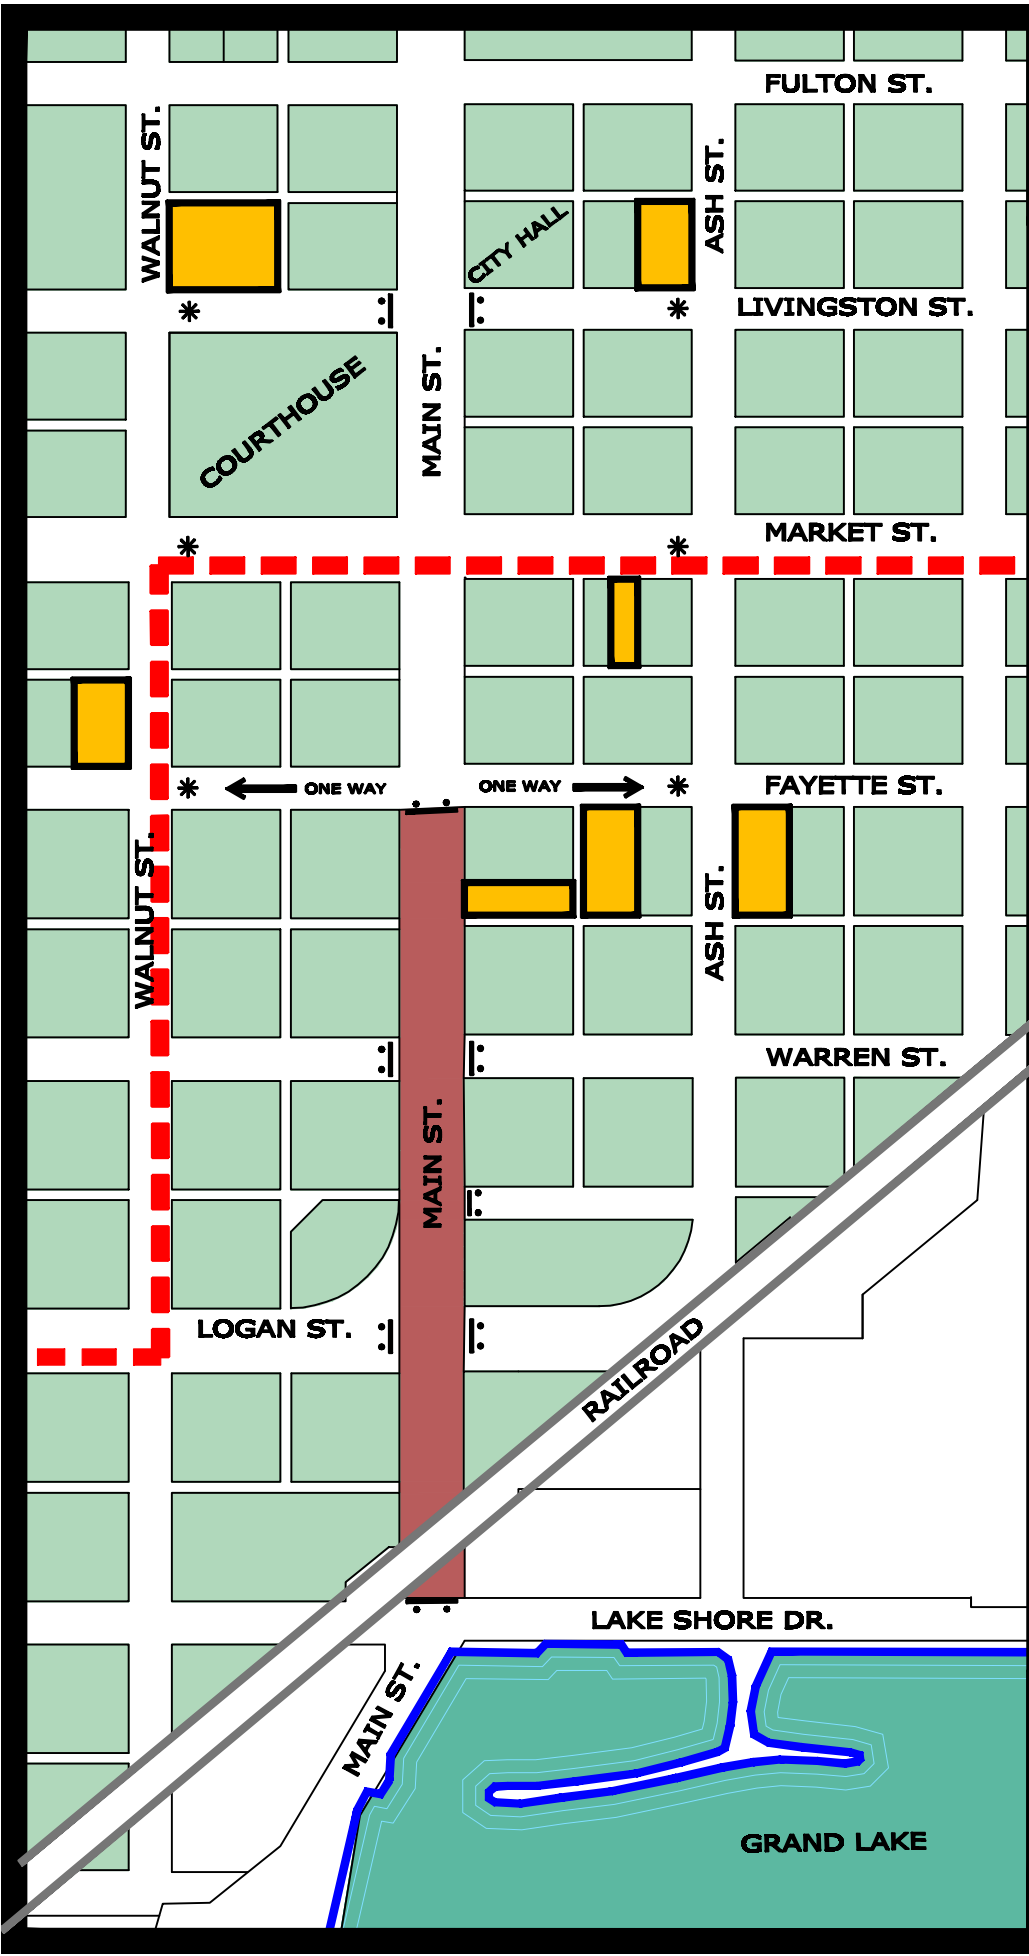 FULTON ST.
WALNUT ST.
ASH ST.
CITY HALL
LIVINGSTON ST.
MAIN ST.
COURTHOUSE
MARKET ST.
ONE WAY
ONE WAY
FAYETTE ST.
WALNUT ST.
ASH ST.
WARREN ST.
MAIN ST.
LOGAN ST.
RAILROAD
LAKE SHORE DR.
MAIN ST.
GRAND LAKE